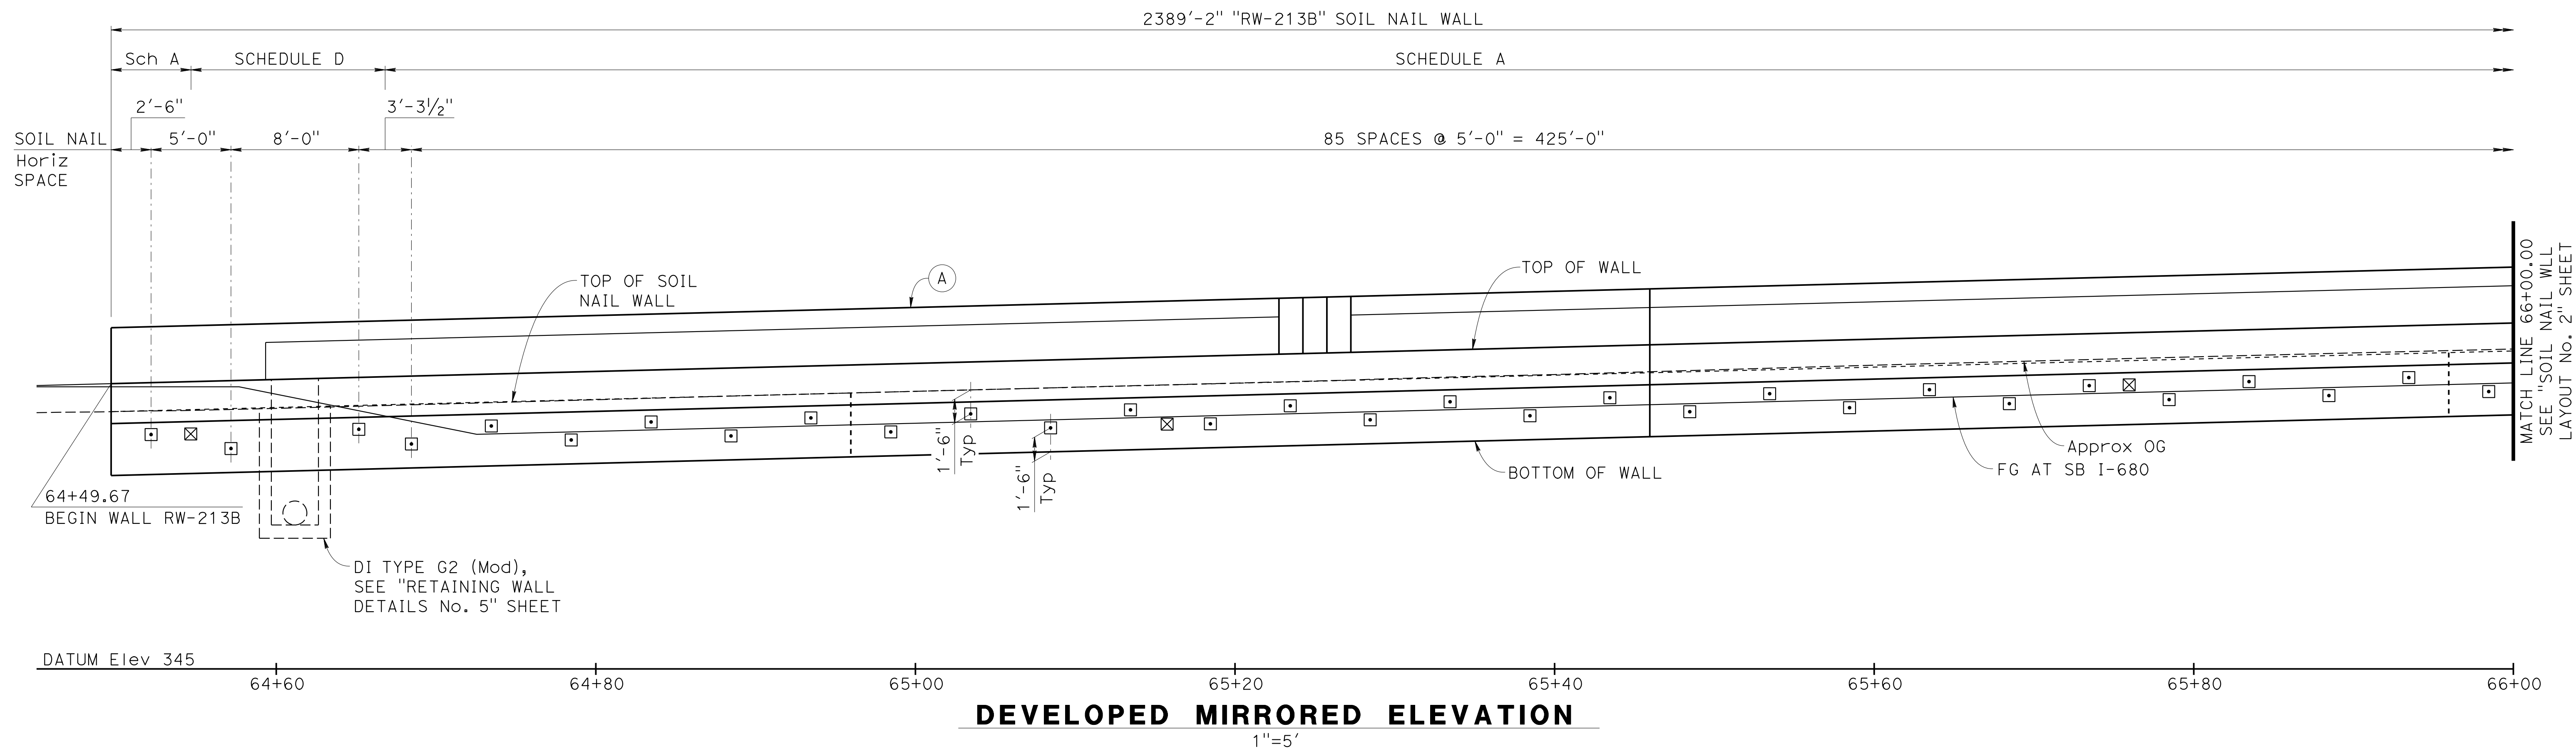 2389'-2" "RW-213B" SOIL NAIL WALL
Sch A
SCHEDULE D
SCHEDULE A
2'-6"
3'-3½"
SOIL NAIL
Horiz
SPACE
5'-0"
8'-0"
85 SPACES @ 5'-0" = 425'-0"
TOP OF SOIL
NAIL WALL
A
TOP OF WALL
MATCH LINE 66+00.00
SEE "SOIL NAIL WLL
LAYOUT No. 2" SHEET
1'-6"
Typ
1'-6"
Typ
Approx OG
FG AT SB I-680
BOTTOM OF WALL
64+49.67
BEGIN WALL RW-213B
DI TYPE G2 (Mod),
SEE "RETAINING WALL
DETAILS No. 5" SHEET
DATUM Elev 345
64+60
64+80
65+00
65+20
65+40
65+60
65+80
66+00
DEVELOPED MIRRORED ELEVATION
1"=5'